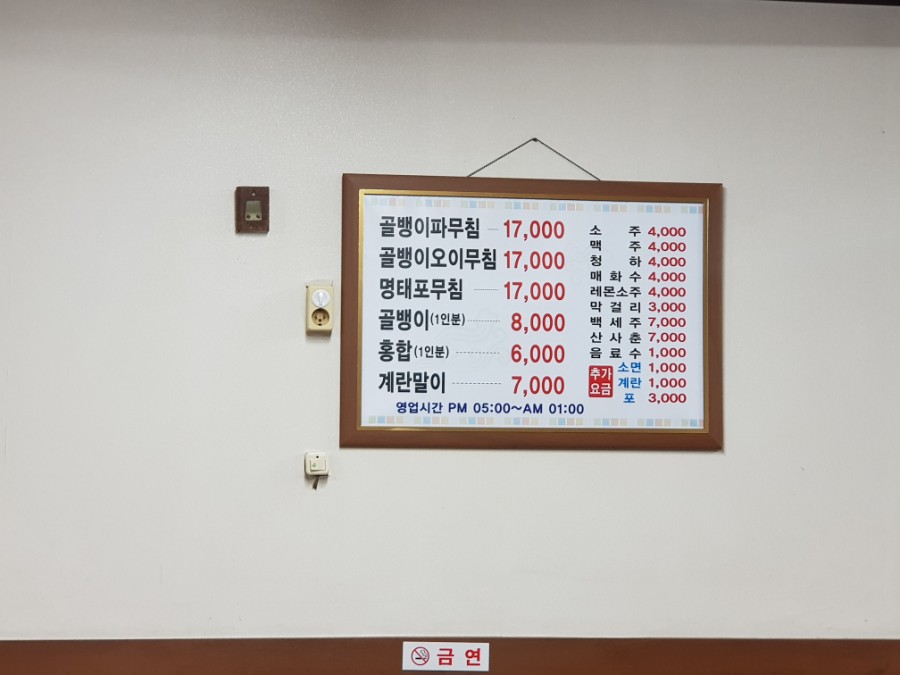 골뱅이파무침 17,000
골뱅이오이무침 17,000
명태포무침 17,000
골뱅이(1인분) 8,000
홍합(1인분) 6,000
계란말이 7,000
영업시간 PM 05:00~AM 01:00
소 주 4,000
맥 주 4,000
청 하 4,000
매 화 수 4,000
레몬소주 4,000
막 걸 리 3,000
백 세 주 7,000
산 사 춘 7,000
음 료 수 1,000
추가요금
소면 1,000
계란 1,000
포 3,000
금 연